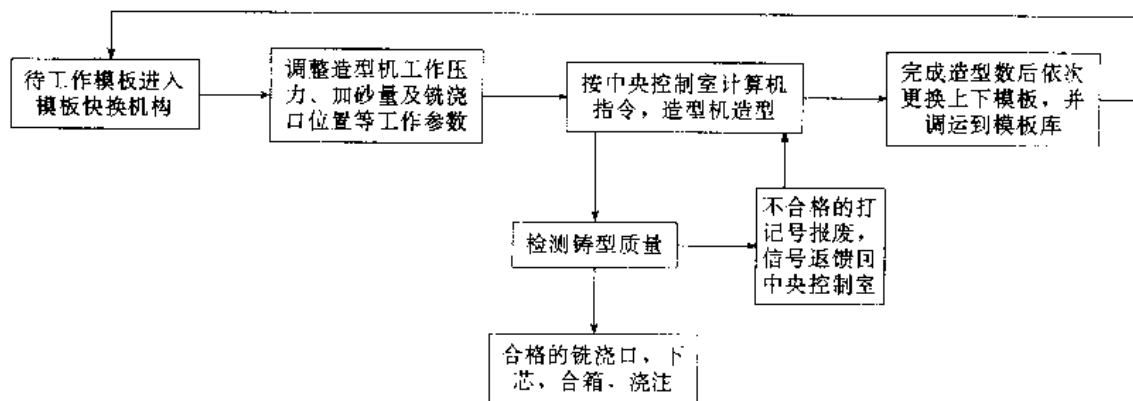 待工作模板进入
模板快换机构
调整造型机工作压
力、加砂量及铣浇
口位置等工作参数
按中央控制室计算机
指令，造型机造型
完成造型数后依次
更换上下模板，并
调运到模板库
检测铸型质量
不合格的打
记号报废，
信号返馈回
中央控制室
合格的铣浇口，下
芯，合箱、浇注